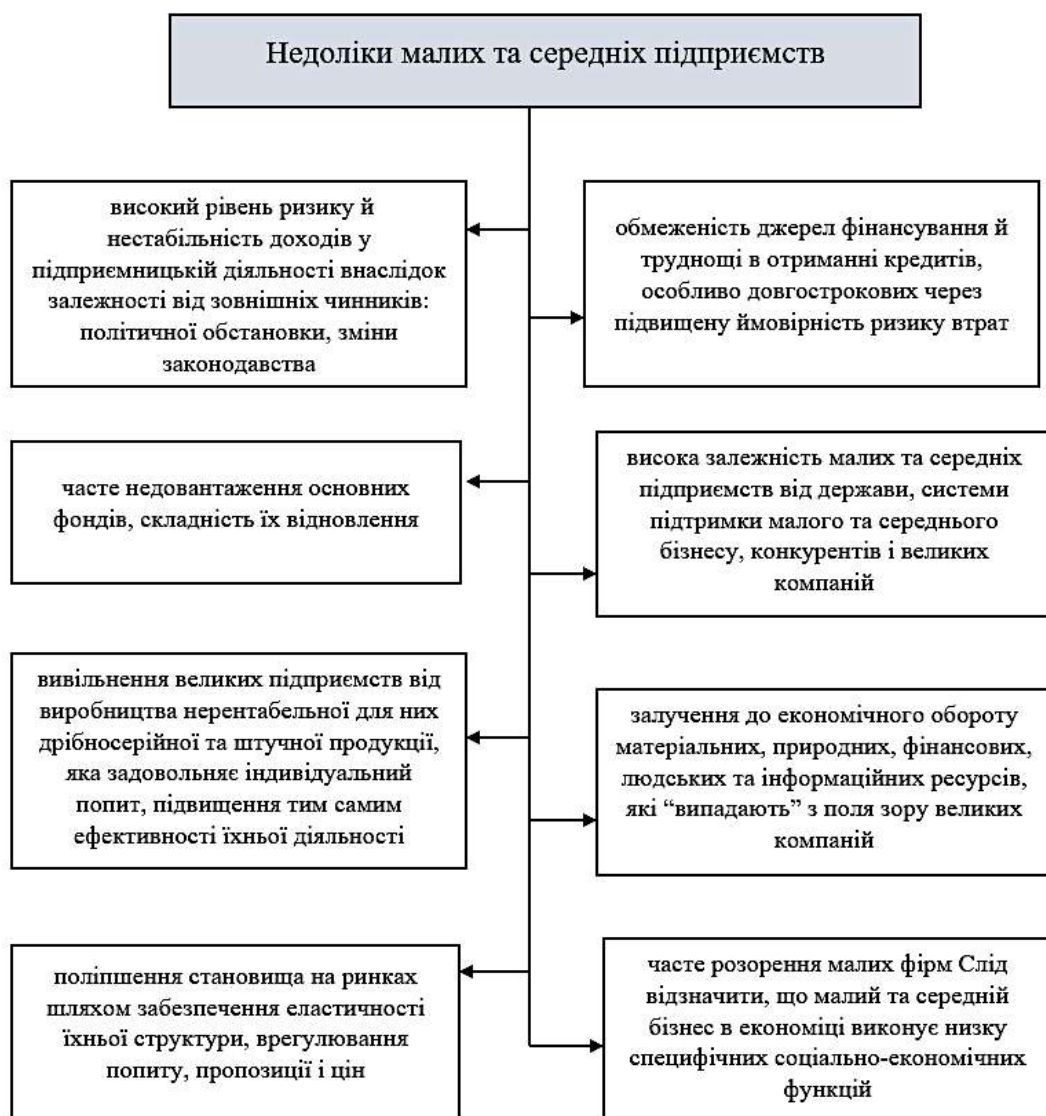 Недоліки малих та середніх підприємств
високий рівень ризику й
нестабільність доходів у
підприємницькій діяльності внаслідок
залежності від зовнішніх чинників:
політичної обстановки, зміни
законодавства
обмеженість джерел фінансування й
труднощі в отриманні кредитів,
особливо довгострокових через
підвищену ймовірність ризику втрат
часте недовантаження основних
фондів, складність їх відновлення
висока залежність малих та середніх
підприємств від держави, системи
підтримки малого та середнього
бізнесу, конкурентів і великих
компаній
вивільнення великих підприємств від
виробництва нерентабельної для них
дрібносерійної та штучної продукції,
яка задовольняє індивідуальний
попит, підвищення тим самим
ефективності їхньої діяльності
залучення до економічного обороту
матеріальних, природних, фінансових,
людських та інформаційних ресурсів,
які “випадають” з поля зору великих
компаній
поліпшення становища на ринках
шляхом забезпечення еластичності
їхньої структури, врегулювання
попиту, пропозиції і цін
часте розорення малих фірм Слід
відзначити, що малий та середній
бізнес в економіці виконує низку
специфічних соціально-економічних
функцій